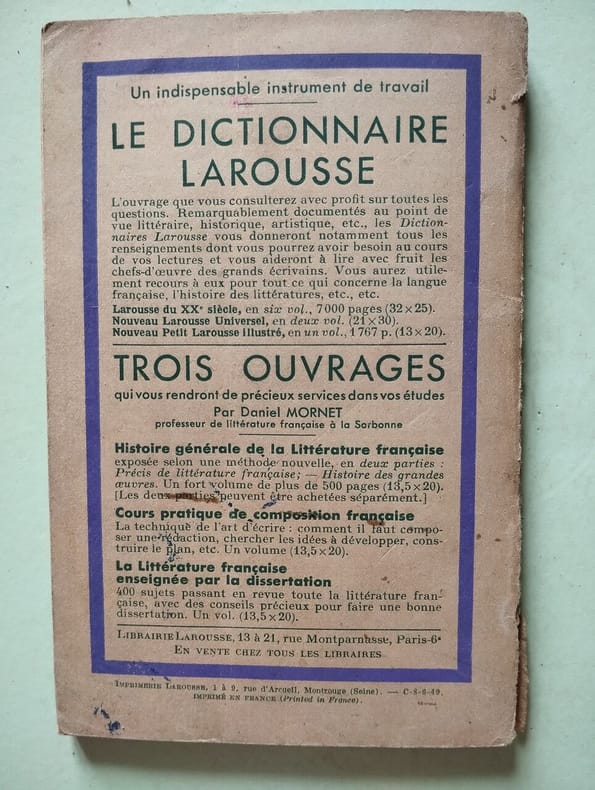 Un indispensable instrument de travail
LE DICTIONNAIRE
LAROUSSE
L'ouvrage que vous consulterez avec profit sur toutes les
questions. Remarquablement documentés au point de
vue littéraire, historique, artistique, etc., les Diction-
naires Larousse vous donneront notamment tous les
renseignements dont vous pourrez avoir besoin au cours
de vos lectures et vous aideront à lire avec fruit les
chefs-d'œuvre des grands écrivains. Vous aurez utile-
ment recours à eux pour tout ce qui concerne la langue
française, l'histoire des littératures, etc., etc.
Larousse du XXe siècle, en six vol., 7000 pages (32×25).
Nouveau Larousse Universel, en deux vol. (21×30).
Nouveau Petit Larousse illustré, en un vol., 1767 p. (13×20).
TROIS OUVRAGES
qui vous rendront de précieux services dans vos études
Par Daniel MORNET
professeur de littérature française à la Sorbonne
Histoire générale de la Littérature française
exposée selon une méthode nouvelle, en deux parties :
Précis de littérature française; — Histoire des grandes
œuvres. Un fort volume de plus de 500 pages (13,5×20).
[Les deux parties peuvent être achetées séparément.]
Cours pratique de composition française
La technique de l'art d'écrire : comment il faut compo-
ser une rédaction, chercher les idées à développer, cons-
truire le plan, etc. Un volume (13,5×20).
La Littérature française
enseignée par la dissertation
400 sujets passant en revue toute la littérature fran-
çaise, avec des conseils précieux pour faire une bonne
dissertation. Un vol. (13,5×20).
LIBRAIRIE LAROUSSE, 13 à 21, rue Montparnasse, Paris-6e
EN VENTE CHEZ TOUS LES LIBRAIRES
IMPRIMERIE LAROUSSE, 1 à 9, rue d'Arcueil, Montrouge (Seine). — C-8-6-49.
IMPRIMÉ EN FRANCE (Printed in France).